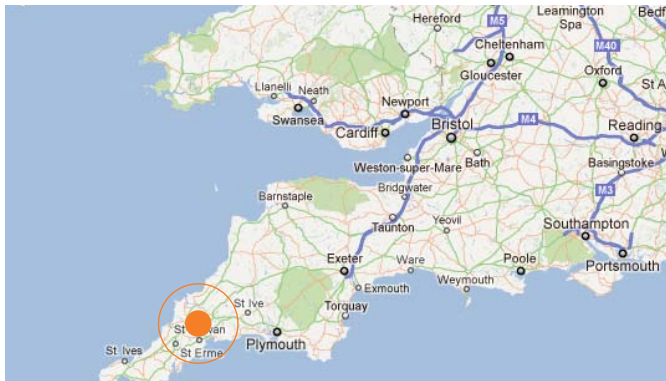 Leamington
Spa
Hereford
M5
Cheltenham
M40
Gloucester
Oxford
Llanelli
Neath
Swansea
Newport
Cardiff
Bristol
M4
Reading
Weston-super-Mare
Bath
Basingstoke
M3
Bridgwater
Barnstaple
Taunton
Yeovil
Southampton
Portsmouth
Exeter
Ware
Poole
Exmouth
Weymouth
St Ive
Torquay
Plymouth
St
St Erme
St Ives